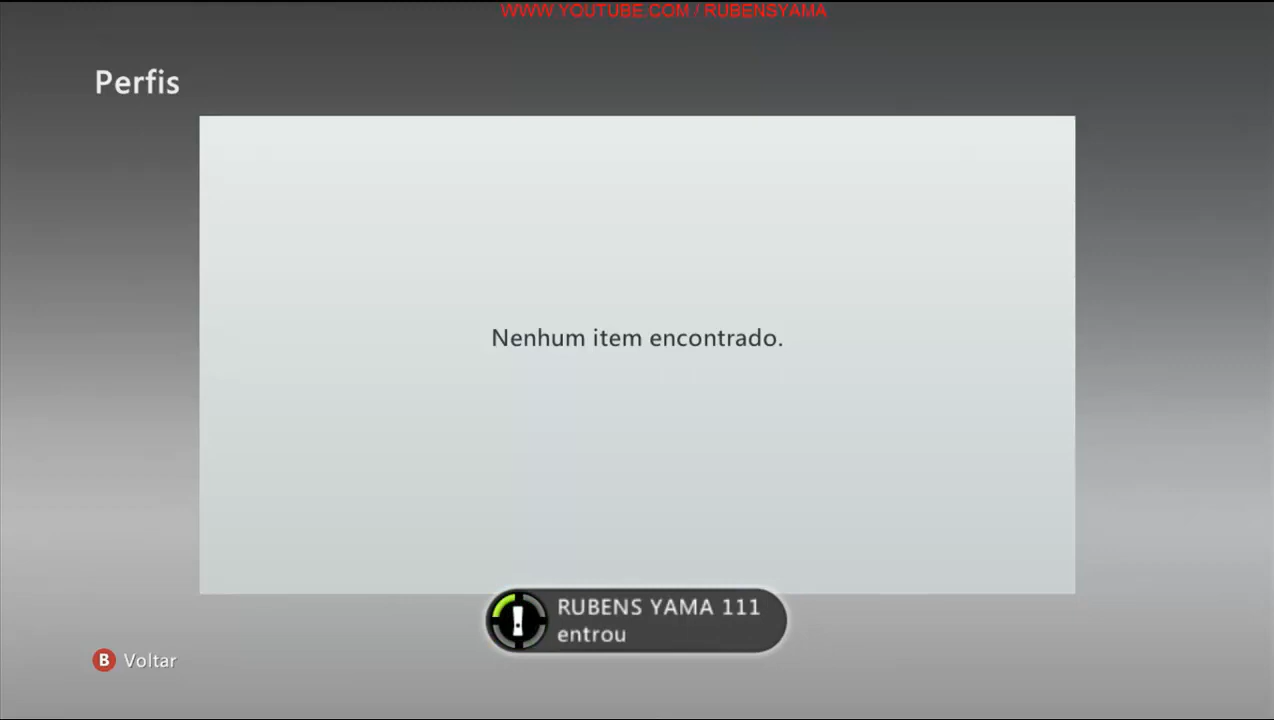 WWW YOUTUBE.COM / RUBENSYAMA
Perfis
Nenhum item encontrado.
RUBENS YAMA 111
entrou
B Voltar